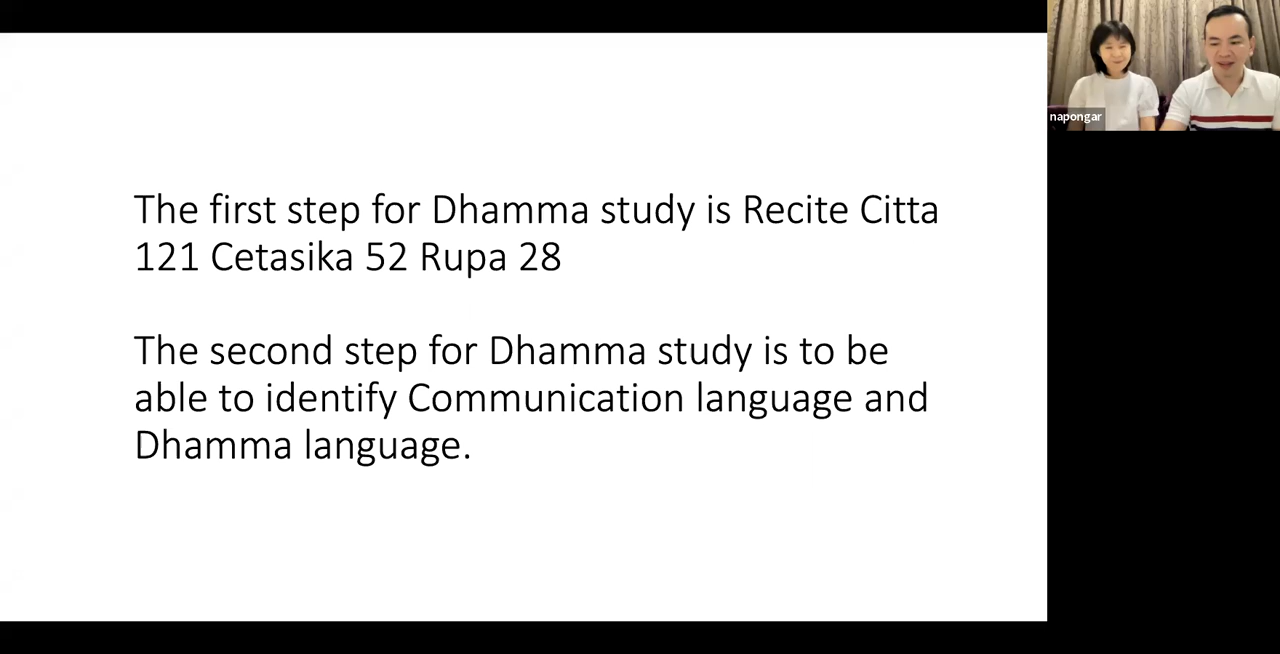 The first step for Dhamma study is Recite Citta
121 Cetasika 52 Rupa 28
The second step for Dhamma study is to be
able to identify Communication language and
Dhamma language.
napongar